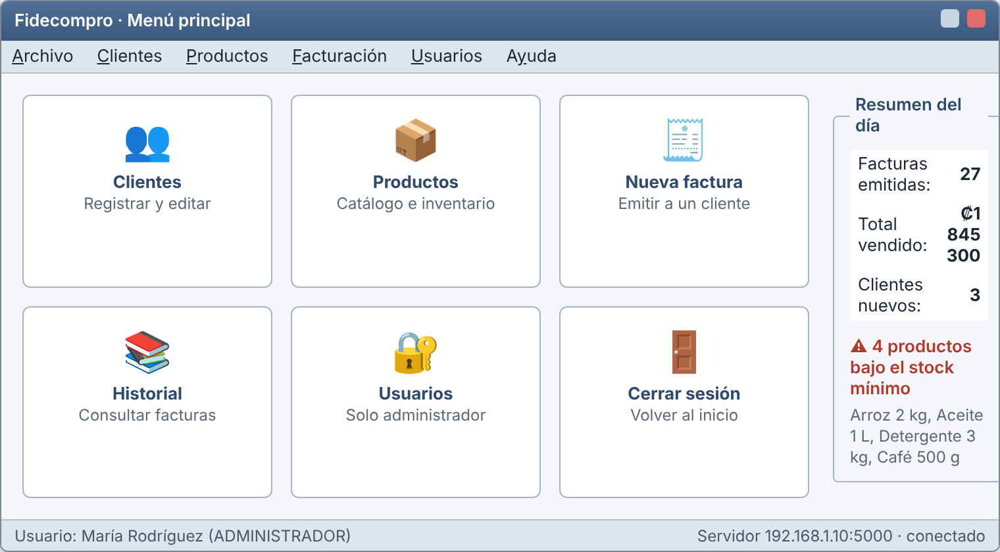 Fidecompro · Menú principal
Archivo Clientes Productos Facturación Usuarios Ayuda
Clientes
Registrar y editar
Productos
Catálogo e inventario
Nueva factura
Emitir a un cliente
Historial
Consultar facturas
Usuarios
Solo administrador
Cerrar sesión
Volver al inicio
Resumen del
día
Facturas
emitidas:
27
Total
vendido:
₡1
845
300
Clientes
nuevos:
3
⚠ 4 productos
bajo el stock
mínimo
Arroz 2 kg, Aceite
1 L, Detergente 3
kg, Café 500 g
Usuario: María Rodríguez (ADMINISTRADOR)
Servidor 192.168.1.10:5000 · conectado